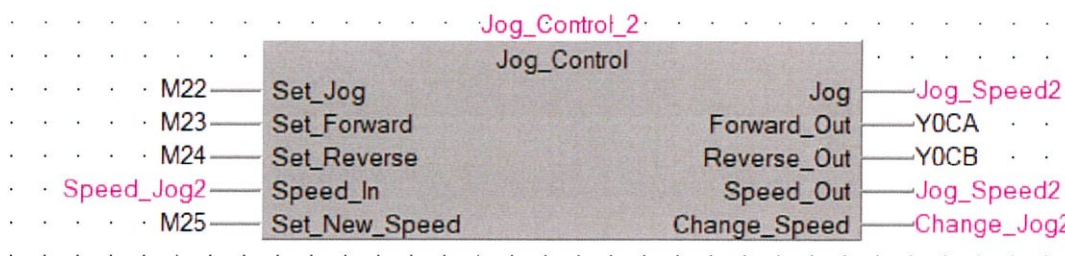 Jog_Control_2
Jog_Control
M22 Set_Jog Jog Jog_Speed2
M23 Set_Forward Forward_Out Y0CA
M24 Set_Reverse Reverse_Out Y0CB
Speed_Jog2 Speed_In Speed_Out Jog_Speed2
M25 Set_New_Speed Change_Speed Change_Jog2